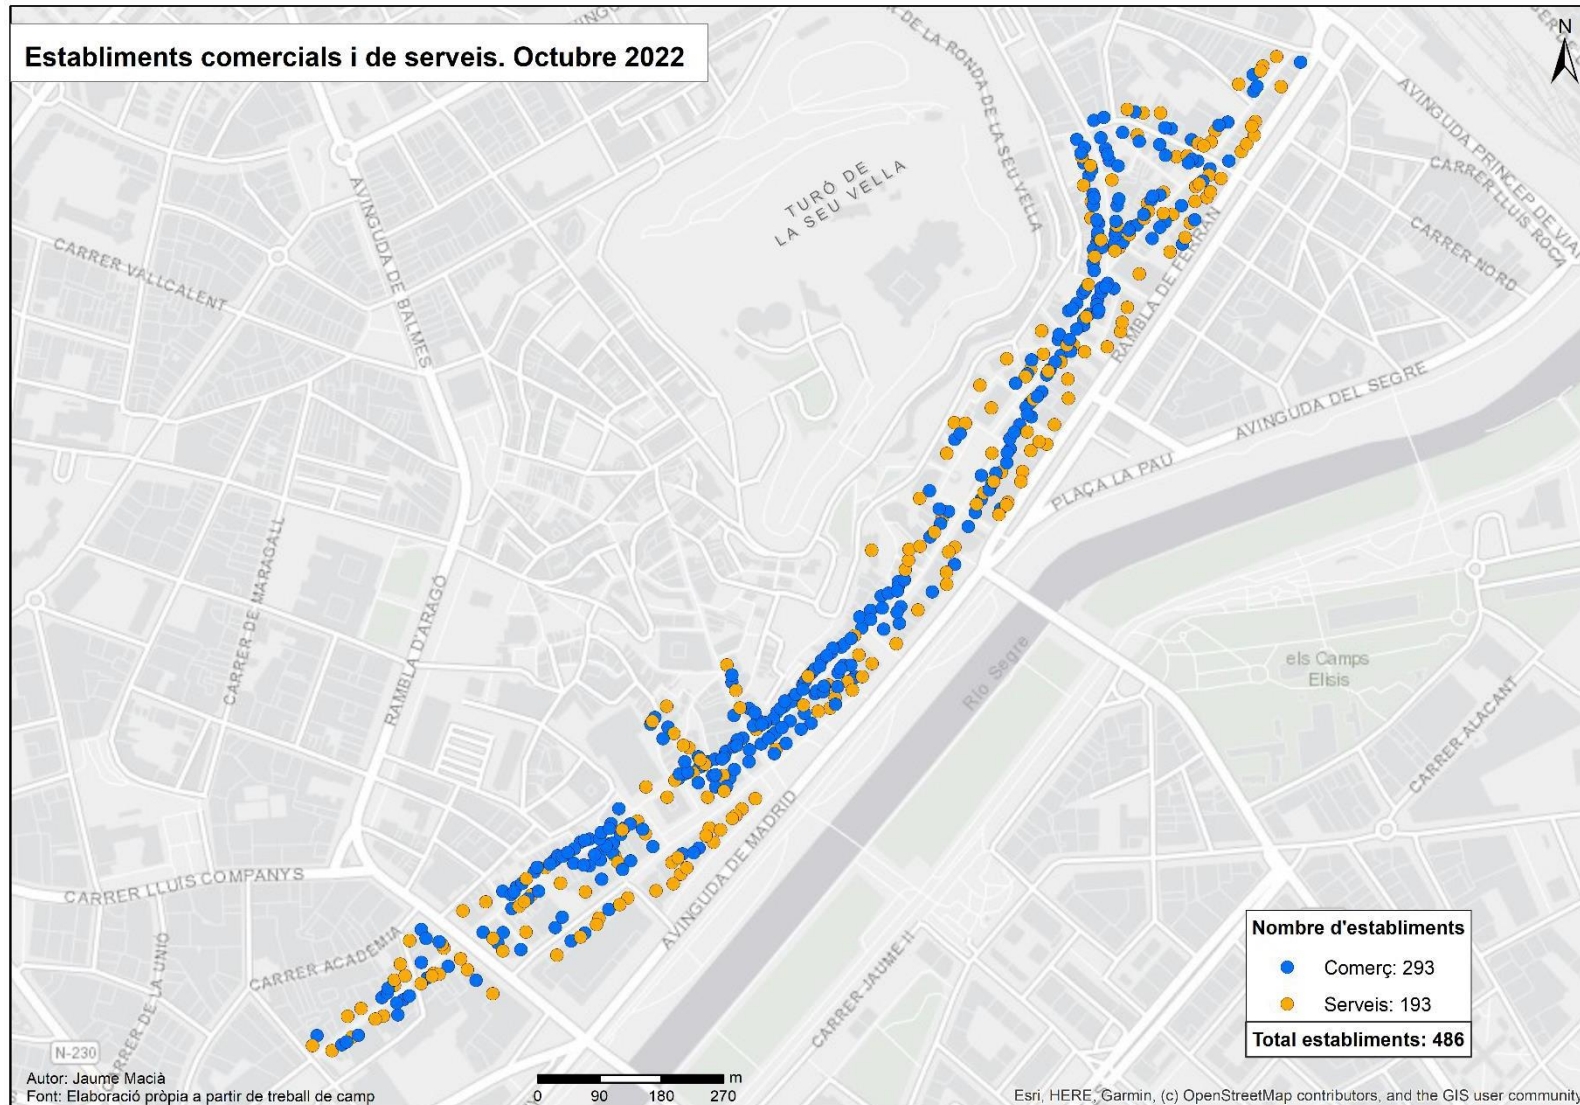 Establiments comercials i de serveis. Octubre 2022
N
DE LA RONDA DE LA SEU VELLA
AVINGUDA PRINCEP DE VIA
CARRER LLUÍS ROCA
CARRER NORD
TURÓ DE
LA SEU VELLA
AVINGUDA DE BALMES
CARRER VALLCALENT
RAMBLA DE FERRAN
AVINGUDA DEL SEGRE
PLAÇA LA PAU
CARRER DE MARAGALL
RAMBLA D'ARAGÓ
Río Segre
els Camps
Elisis
CARRER ALACANT
AVINGUDA DE MADRID
CARRER LLUÍS COMPANYS
CARRER ACADEMIA
CARRER DE LA UNIÓ
CARRER JAUME II
N-230
Nombre d'establiments
Comerç: 293
Serveis: 193
Total establiments: 486
Autor: Jaume Macià
Font: Elaboració pròpia a partir de treball de camp
m
0 90 180 270
Esri, HERE, Garmin, (c) OpenStreetMap contributors, and the GIS user community